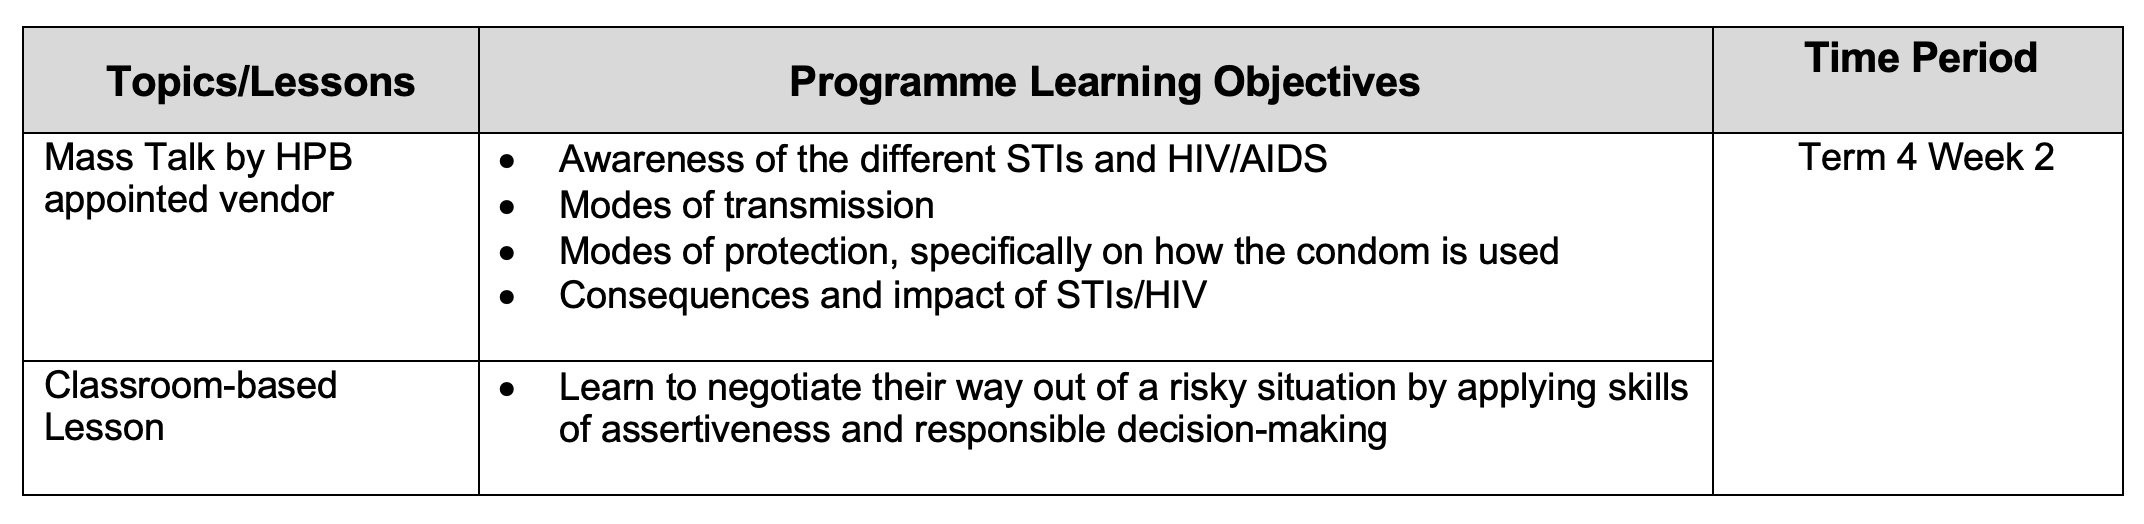 Topics/Lessons
Programme Learning Objectives
Time Period
Mass Talk by HPB
appointed vendor
• Awareness of the different STIs and HIV/AIDS
• Modes of transmission
• Modes of protection, specifically on how the condom is used
• Consequences and impact of STIs/HIV
Term 4 Week 2
Classroom-based
Lesson
• Learn to negotiate their way out of a risky situation by applying skills
of assertiveness and responsible decision-making